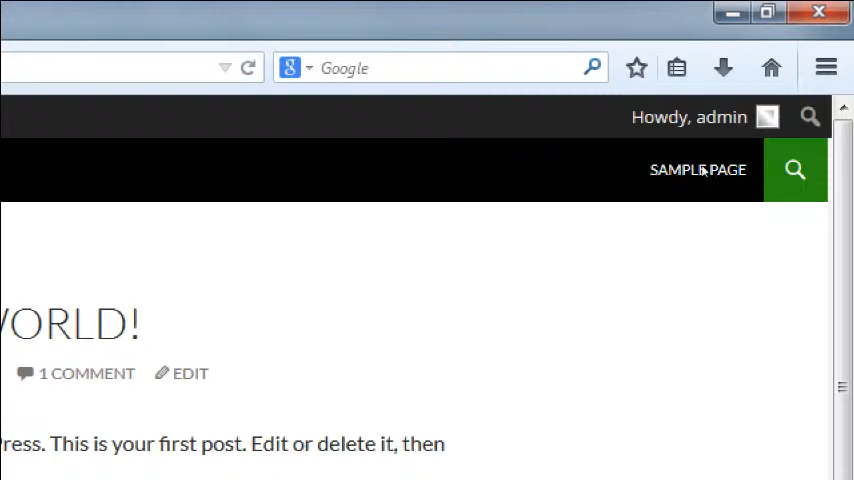 Google
Howdy, admin
SAMPLE PAGE
WORLD!
1 COMMENT EDIT
Press. This is your first post. Edit or delete it, then